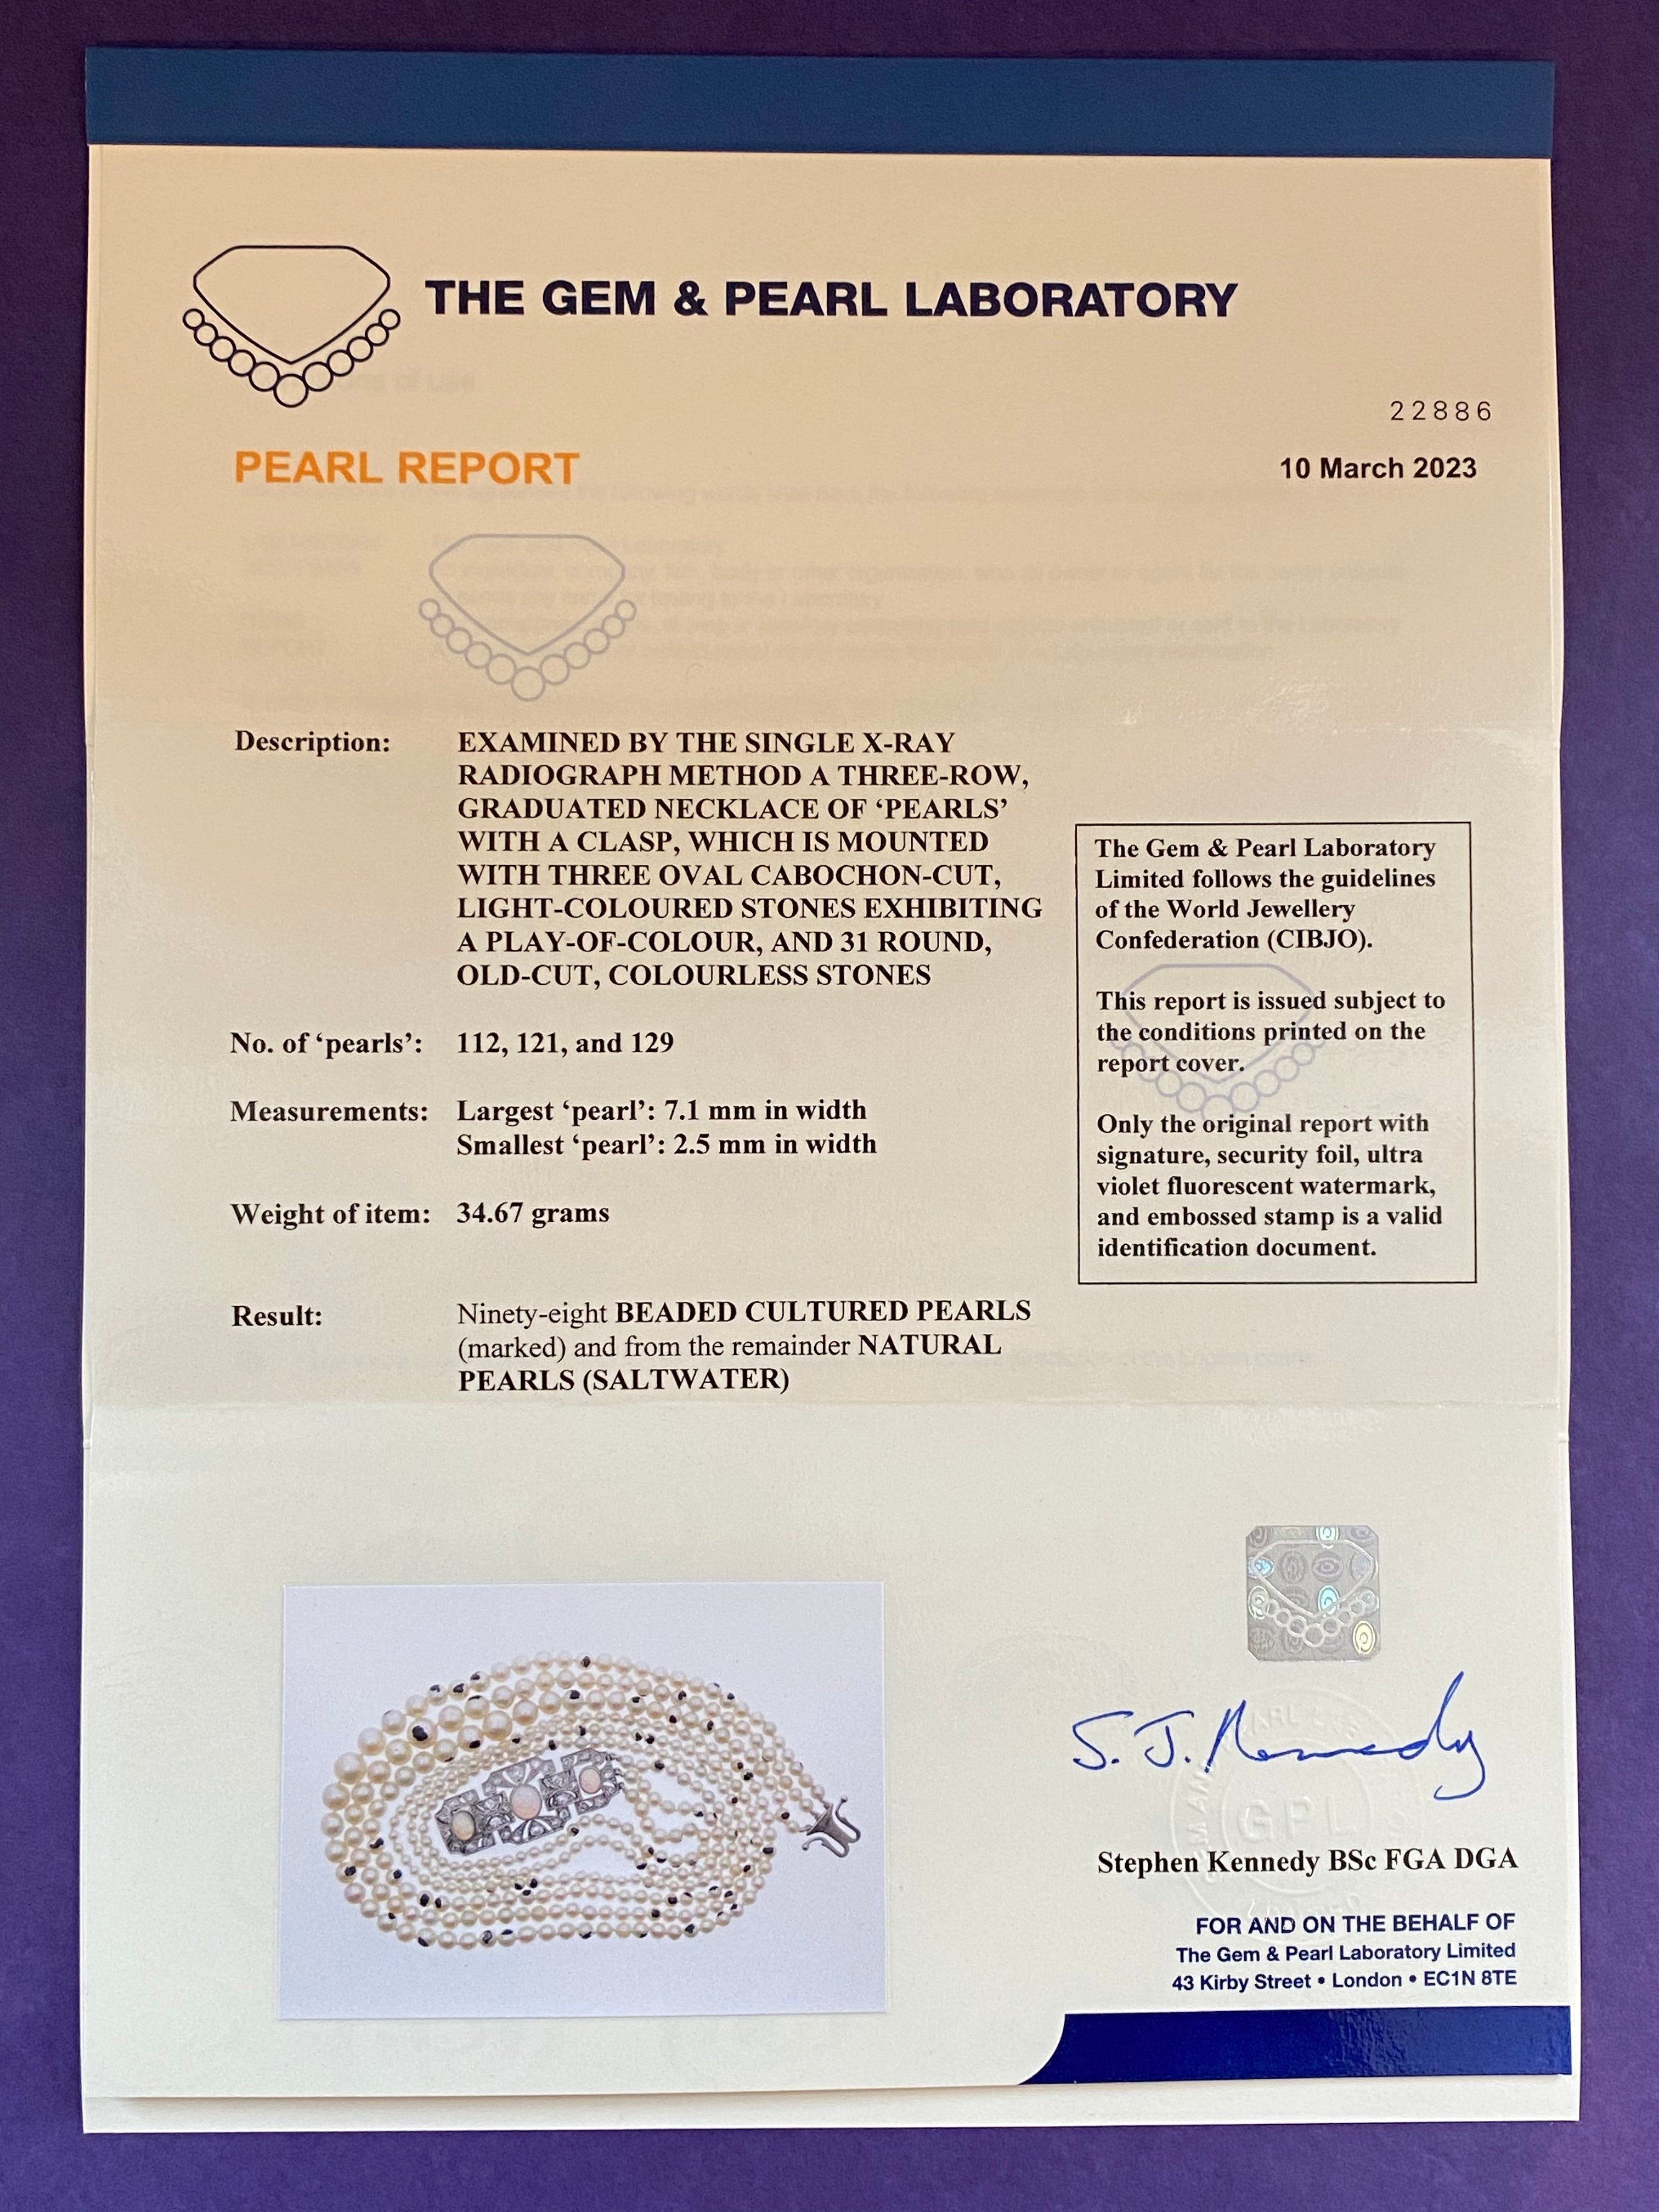 THE GEM & PEARL LABORATORY
22886
PEARL REPORT
10 March 2023
Description:
EXAMINED BY THE SINGLE X-RAY
RADIOGRAPH METHOD A THREE-ROW,
GRADUATED NECKLACE OF ‘PEARLS’
WITH A CLASP, WHICH IS MOUNTED
WITH THREE OVAL CABOCHON-CUT,
LIGHT-COLOURED STONES EXHIBITING
A PLAY-OF-COLOUR, AND 31 ROUND,
OLD-CUT, COLOURLESS STONES
No. of ‘pearls’: 112, 121, and 129
Measurements: Largest ‘pearl’: 7.1 mm in width
Smallest ‘pearl’: 2.5 mm in width
Weight of item: 34.67 grams
Result: Ninety-eight BEADED CULTURED PEARLS
(marked) and from the remainder NATURAL
PEARLS (SALTWATER)
The Gem & Pearl Laboratory
Limited follows the guidelines
of the World Jewellery
Confederation (CIBJO).
This report is issued subject to
the conditions printed on the
report cover.
Only the original report with
signature, security foil, ultra
violet fluorescent watermark,
and embossed stamp is a valid
identification document.
S. J. Kennedy
GPL
Stephen Kennedy BSc FGA DGA
FOR AND ON THE BEHALF OF
The Gem & Pearl Laboratory Limited
43 Kirby Street • London • EC1N 8TE